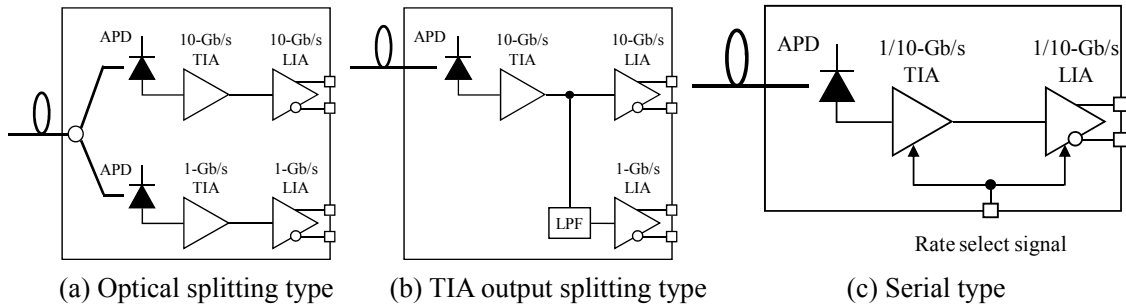 APD
10-Gb/s
TIA
10-Gb/s
LIA
APD
1-Gb/s
TIA
1-Gb/s
LIA
(a) Optical splitting type
APD
10-Gb/s
TIA
10-Gb/s
LIA
1-Gb/s
LIA
LPF
(b) TIA output splitting type
APD
1/10-Gb/s
TIA
1/10-Gb/s
LIA
Rate select signal
(c) Serial type